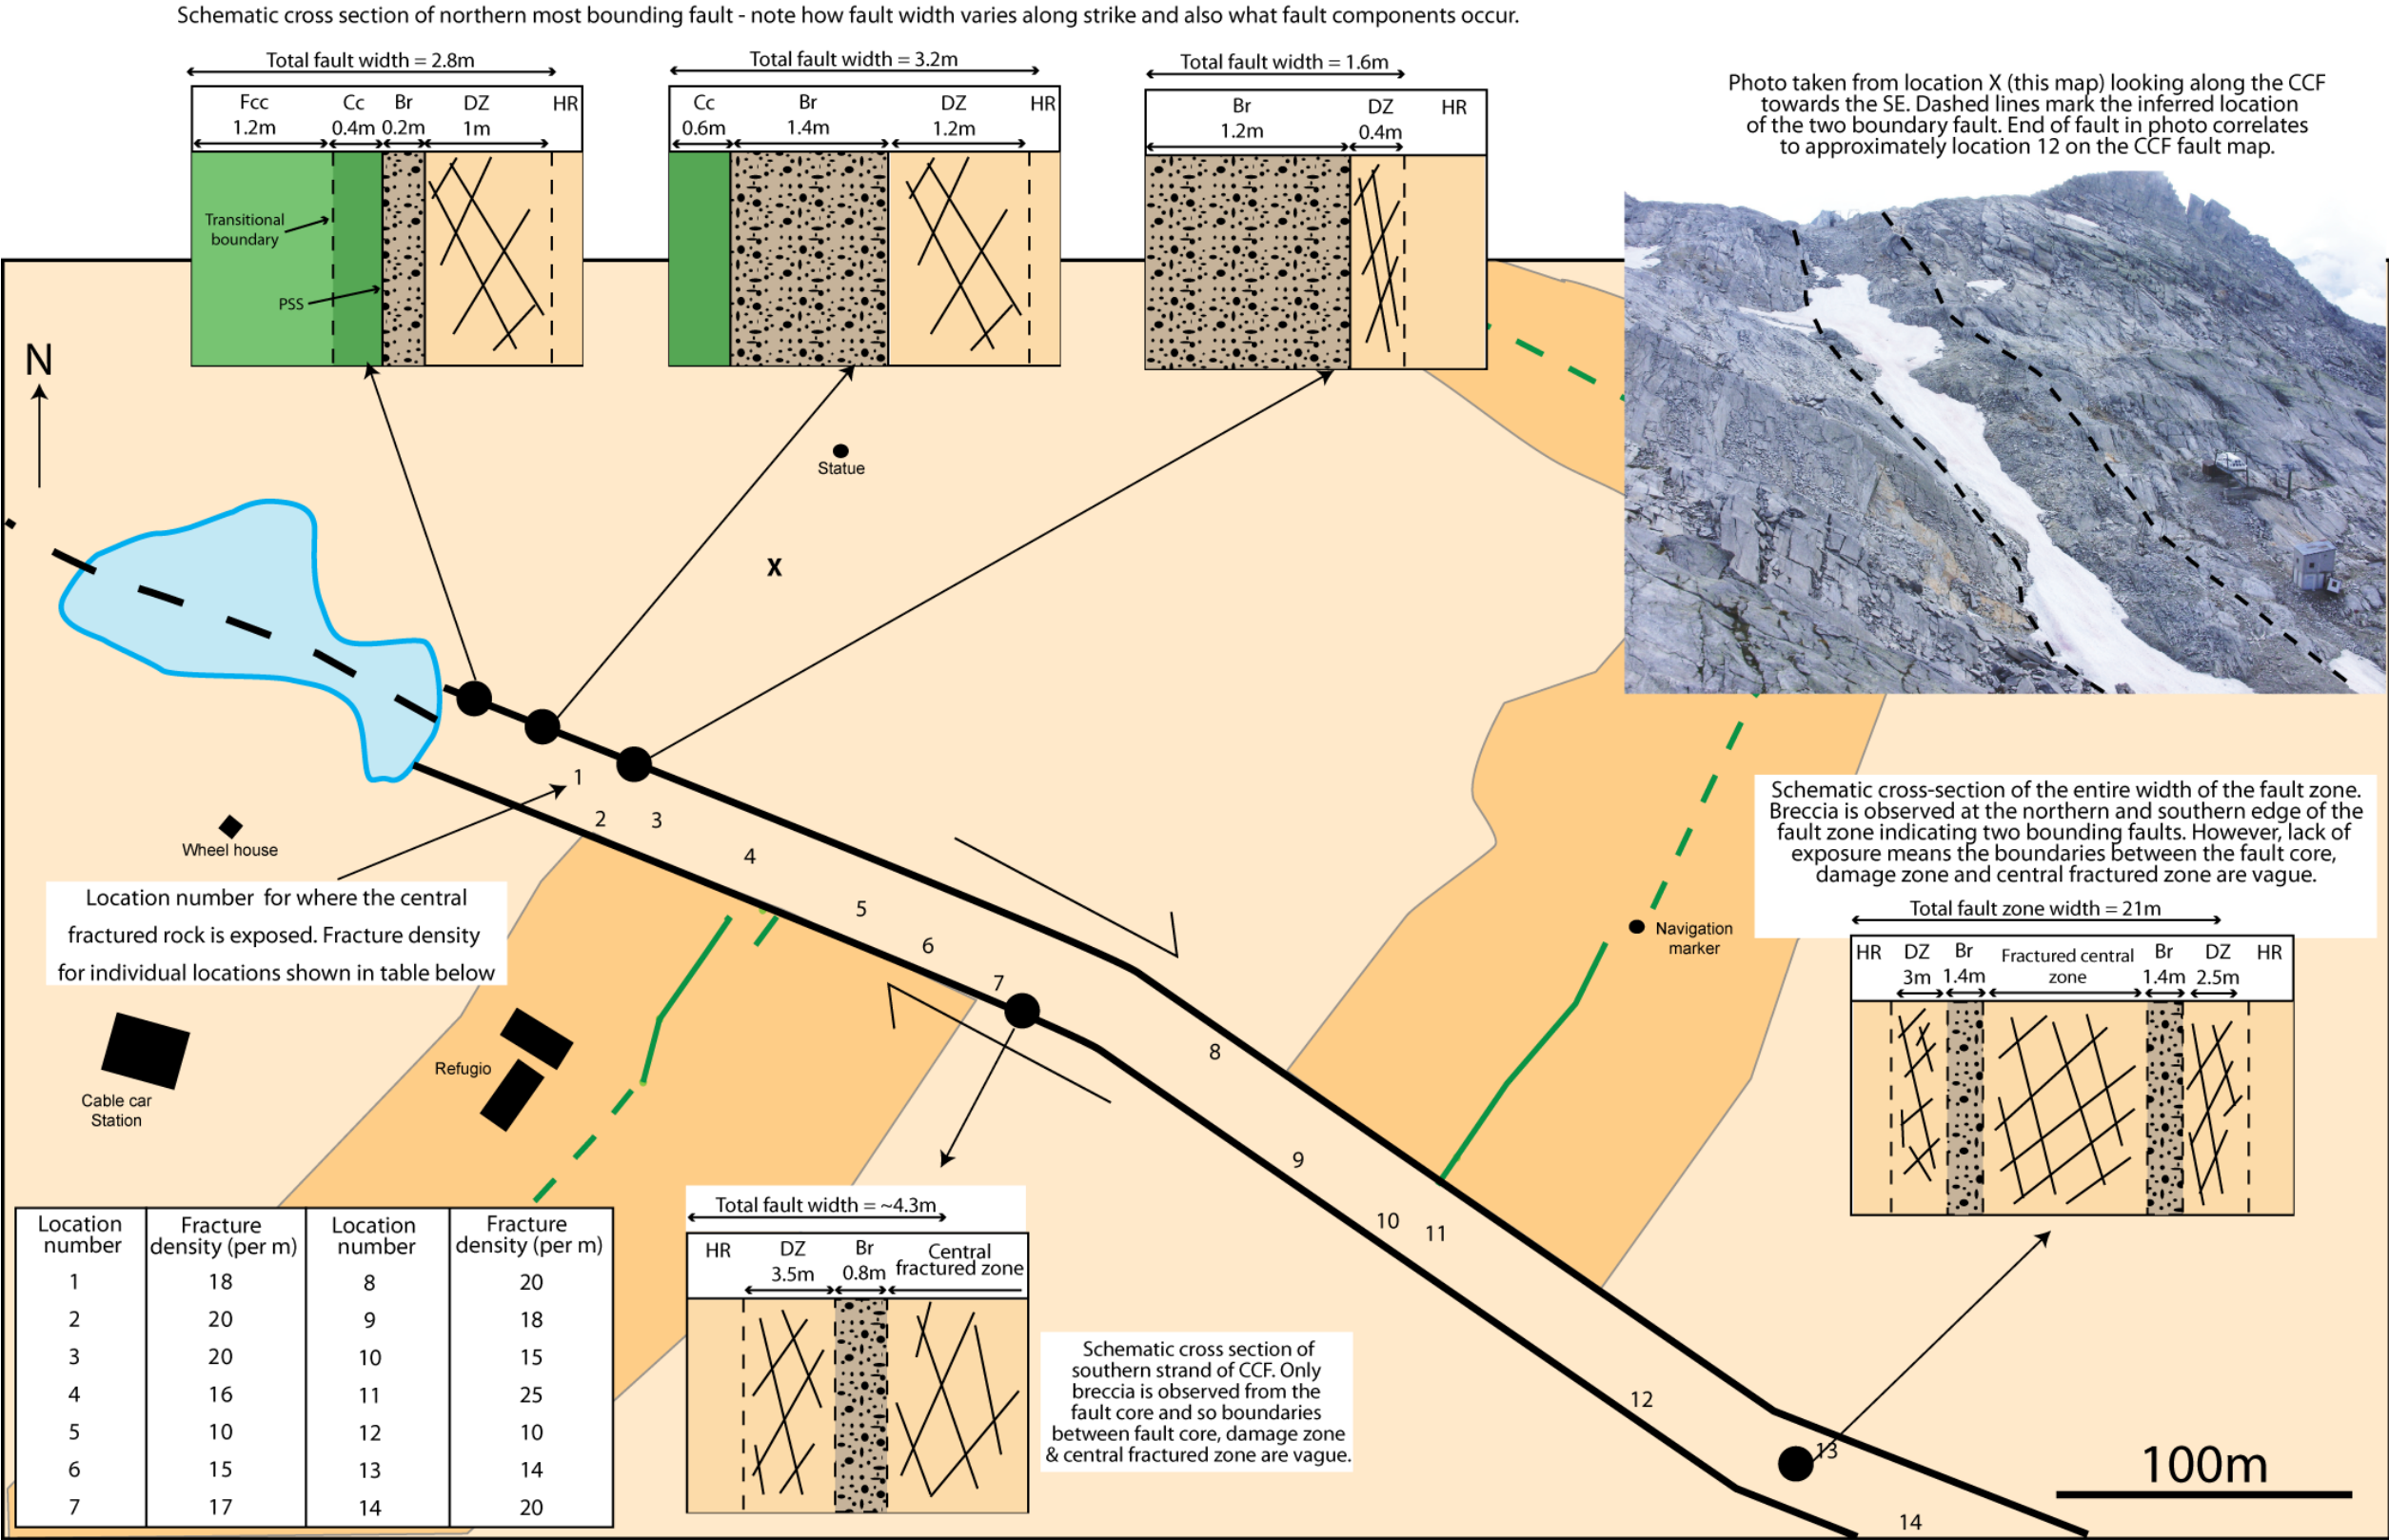 Schematic cross section of northern most bounding fault - note how fault width varies along strike and also what fault components occur.
Total fault width = 2.8m
Fcc Cc Br DZ HR
1.2m 0.4m 0.2m 1m
Transitional
boundary
PSS
Total fault width = 3.2m
Cc Br DZ HR
0.6m 1.4m 1.2m
Total fault width = 1.6m
Br DZ HR
1.2m 0.4m
Photo taken from location X (this map) looking along the CCF
towards the SE. Dashed lines mark the inferred location
of the two boundary fault. End of fault in photo correlates
to approximately location 12 on the CCF fault map.
N
Statue
X
1
2
3
4
5
6
7
8
9
10
11
12
13
14
Wheel house
Location number for where the central
fractured rock is exposed. Fracture density
for individual locations shown in table below
Cable car
Station
Refugio
Navigation
marker
Schematic cross-section of the entire width of the fault zone.
Breccia is observed at the northern and southern edge of the
fault zone indicating two bounding faults. However, lack of
exposure means the boundaries between the fault core,
damage zone and central fractured zone are vague.
Total fault zone width = 21m
HR DZ Br Fractured central Br DZ HR
3m 1.4m zone 1.4m 2.5m
Total fault width = ~4.3m
HR DZ Br Central
3.5m 0.8m fractured zone
Schematic cross section of
southern strand of CCF. Only
breccia is observed from the
fault core and so boundaries
between fault core, damage zone
& central fractured zone are vague.
Location Fracture Location Fracture
number density (per m) number density (per m)
1 18 8 20
2 20 9 18
3 20 10 15
4 16 11 25
5 10 12 10
6 15 13 14
7 17 14 20
100m